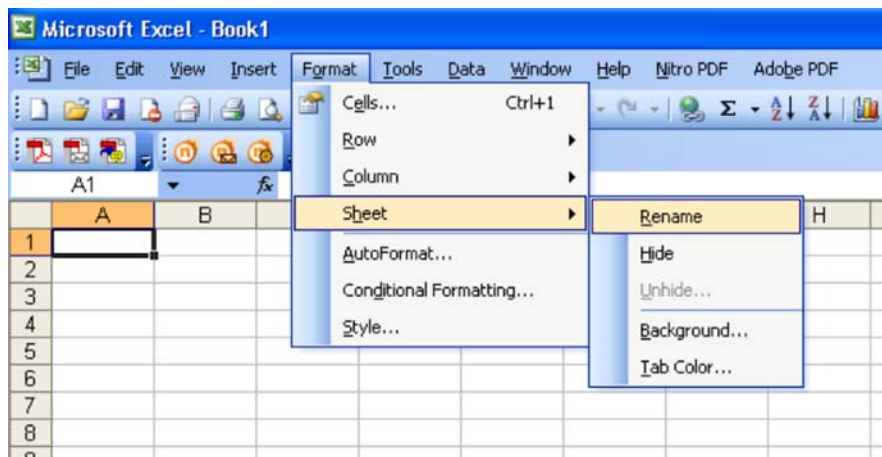 Microsoft Excel - Book1
File Edit View Insert Format Tools Data Window Help Nitro PDF Adobe PDF
Cells... Ctrl+1
Row
Column
Sheet
AutoFormat...
Conditional Formatting...
Style...
Rename
Hide
Unhide...
Background...
Tab Color...
Σ
A Z
Z A
A1
fx
A B H
1
2
3
4
5
6
7
8